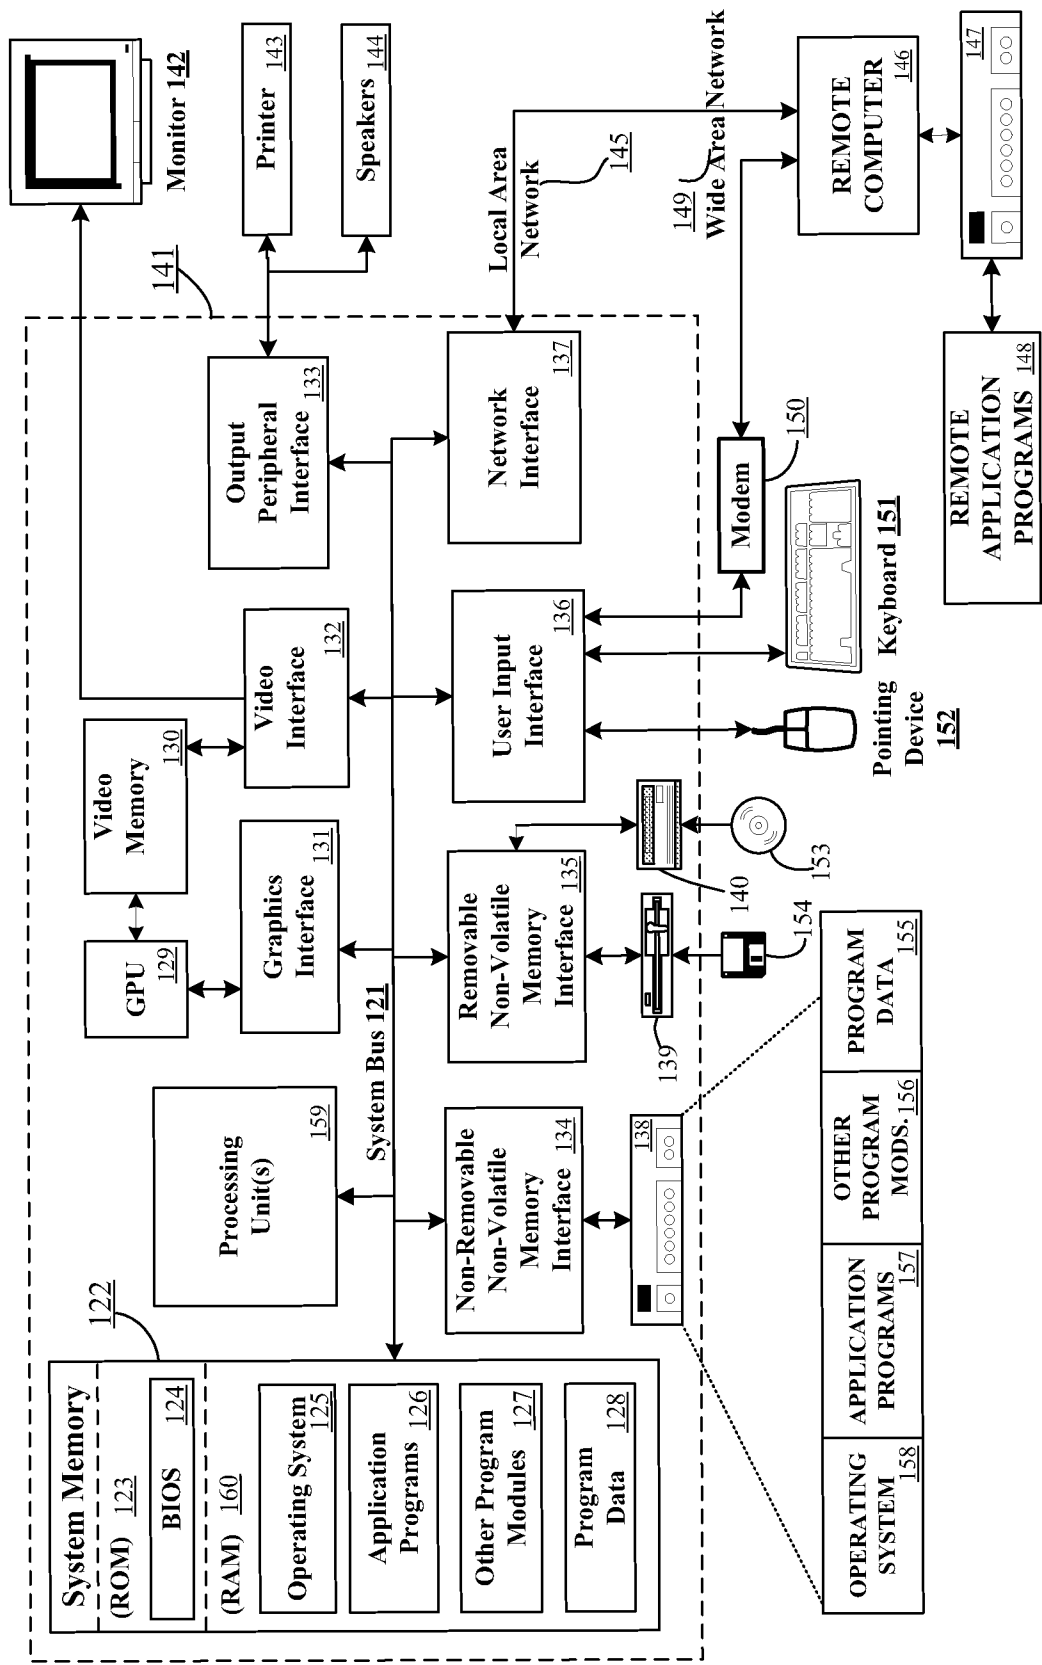 System Memory
122
(ROM) 123
BIOS 124
(RAM) 160
Operating System
125
Application
Programs 126
Other Program
Modules 127
Program
Data 128
Processing
Unit(s) 159
GPU
129
Video
Memory 130
Graphics
Interface 131
Video
Interface 132
Output
Peripheral
Interface 133
141
Monitor 142
Printer 143
Speakers 144
System Bus 121
Non-Removable
Non-Volatile
Memory
Interface 134
Removable
Non-Volatile
Memory
Interface 135
User Input
Interface 136
Network
Interface 137
Local Area
Network
145
149
Wide Area Network
REMOTE
COMPUTER 146
147
138
139
140
153
154
Pointing
Device
152
Keyboard 151
Modem
150
REMOTE
APPLICATION
PROGRAMS 148
OPERATING
SYSTEM 158
APPLICATION
PROGRAMS 157
OTHER
PROGRAM
MODS. 156
PROGRAM
DATA 155